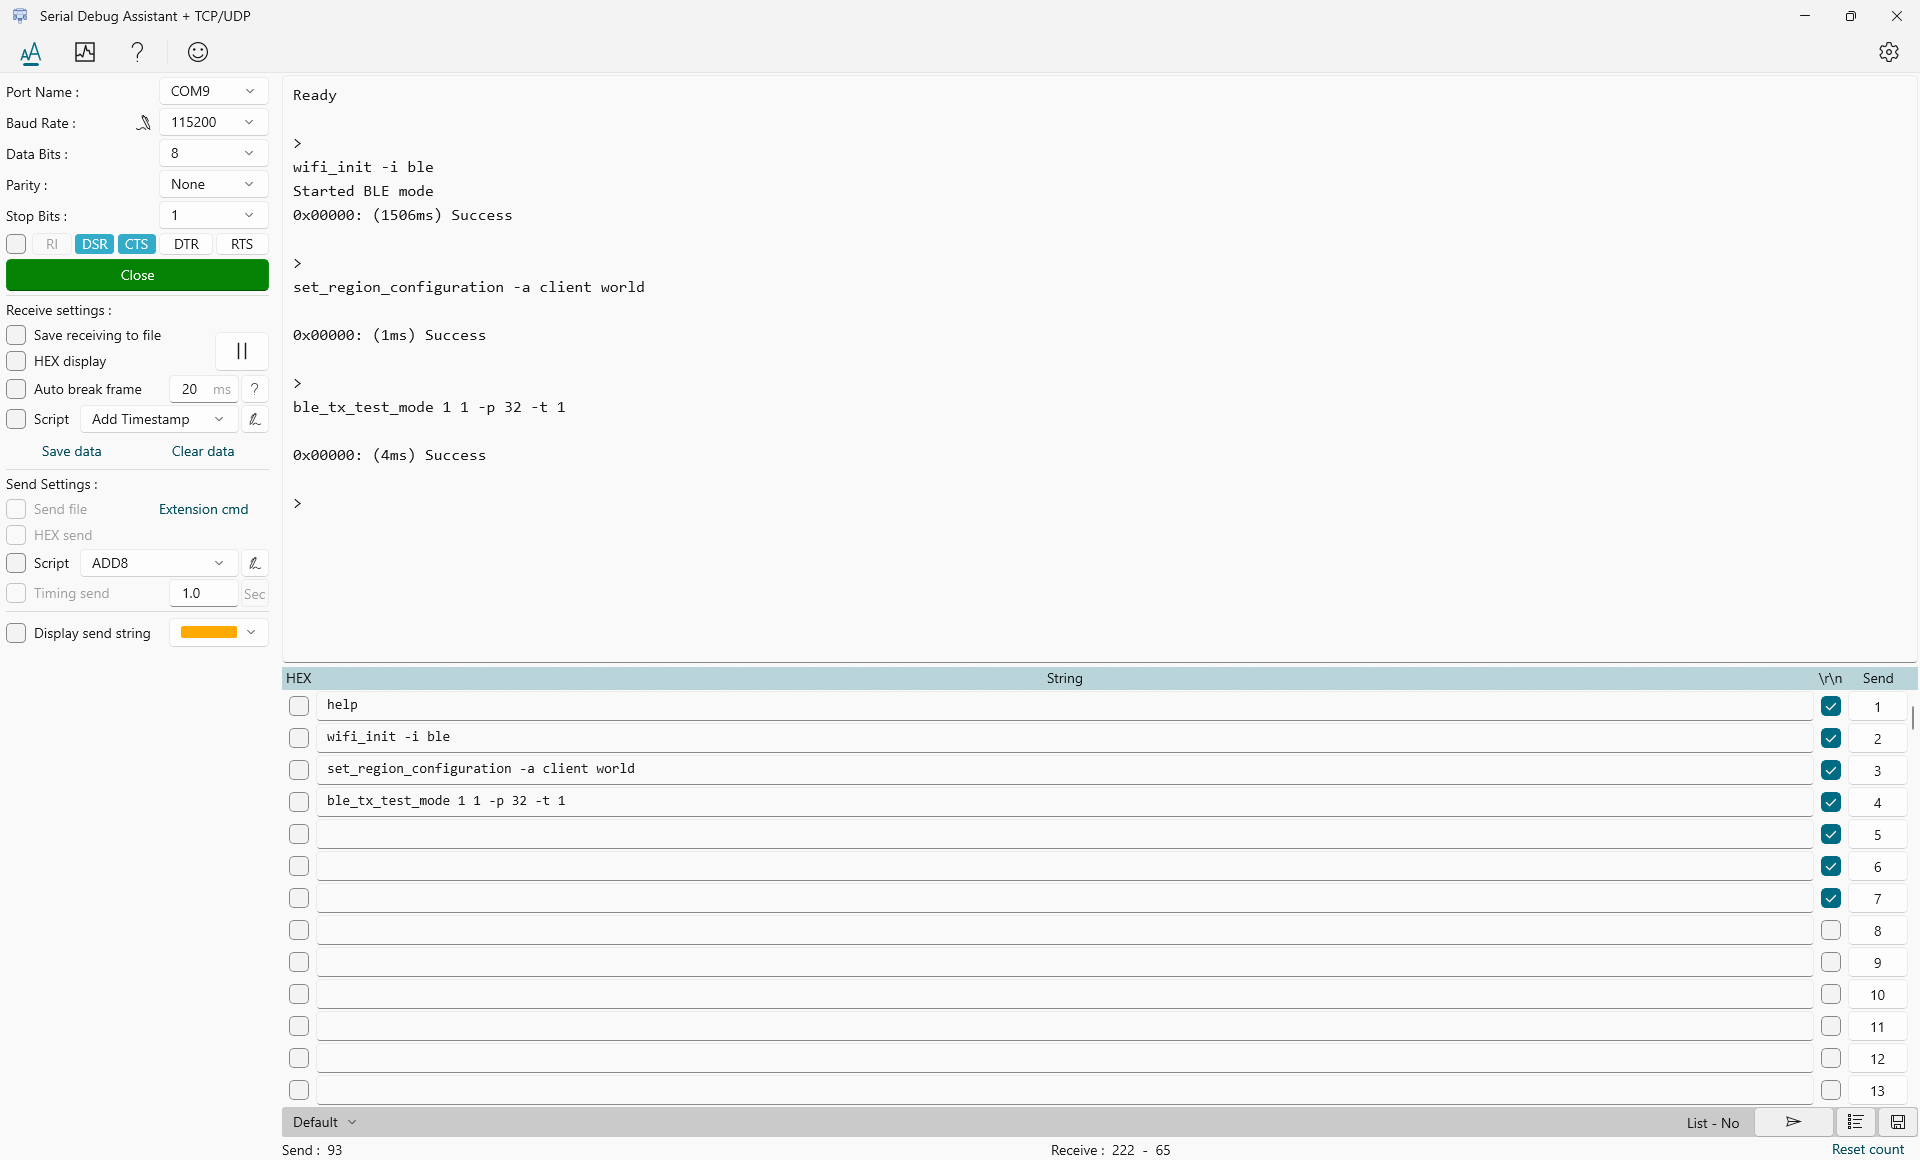 Serial Debug Assistant + TCP/UDP
Port Name : COM9
Baud Rate : 115200
Data Bits : 8
Parity : None
Stop Bits : 1
RI DSR CTS DTR RTS
Close
Receive settings :
Save receiving to file
HEX display
Auto break frame 20 ms ?
Script Add Timestamp
Save data Clear data
Send Settings :
Send file Extension cmd
HEX send
Script ADD8
Timing send 1.0 Sec
Display send string
Ready
>
wifi_init -i ble
Started BLE mode
0x00000: (1506ms) Success
>
set_region_configuration -a client world
0x00000: (1ms) Success
>
ble_tx_test_mode 1 1 -p 32 -t 1
0x00000: (4ms) Success
>
HEX String \r\n Send
help 1
wifi_init -i ble 2
set_region_configuration -a client world 3
ble_tx_test_mode 1 1 -p 32 -t 1 4
5
6
7
8
9
10
11
12
13
Default List - No
Send : 93 Receive : 222 - 65 Reset count